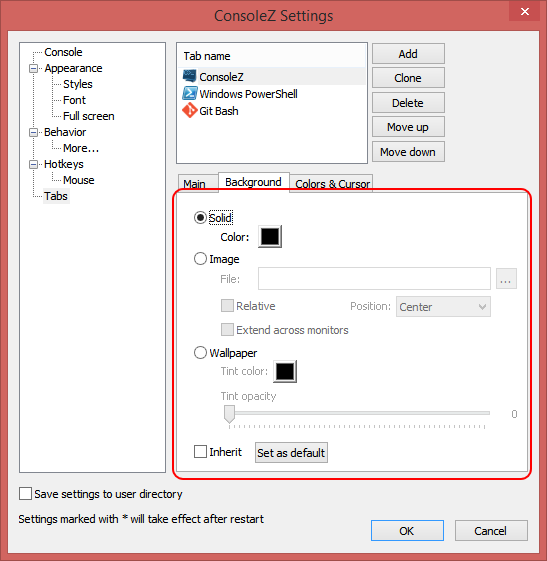 ConsoleZ Settings
Console
Appearance
Styles
Font
Full screen
Behavior
More...
Hotkeys
Mouse
Tabs
Tab name
ConsoleZ
Windows PowerShell
Git Bash
Add
Clone
Delete
Move up
Move down
Main Background Colors & Cursor
Solid
Color:
Image
File: ...
Relative Position: Center
Extend across monitors
Wallpaper
Tint color:
Tint opacity
0
Inherit Set as default
Save settings to user directory
Settings marked with * will take effect after restart
OK Cancel